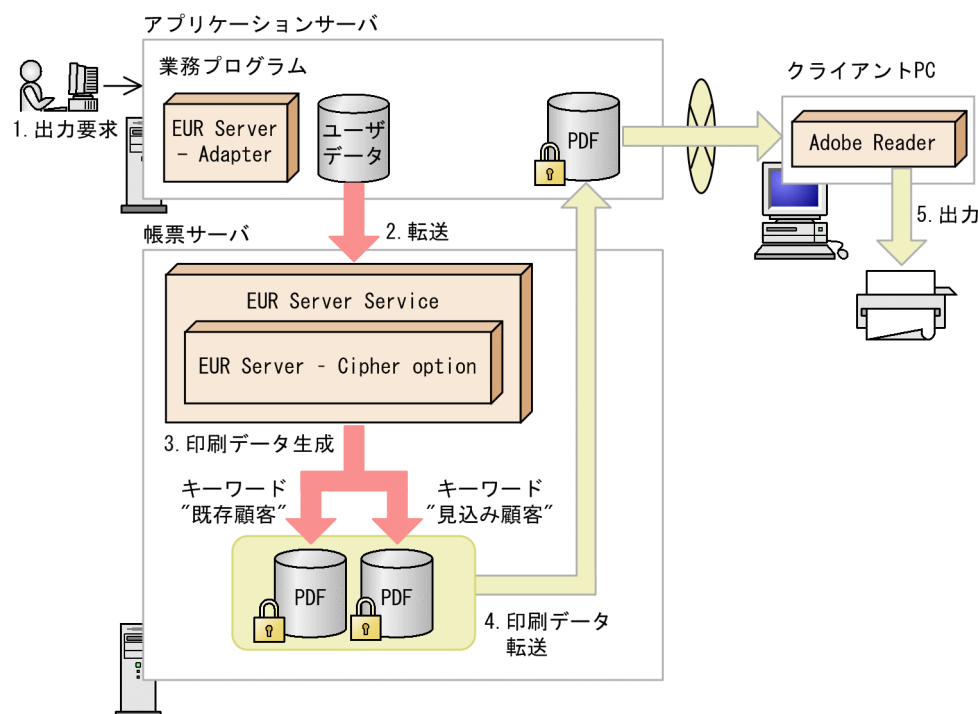 アプリケーションサーバ
業務プログラム
1.出力要求
EUR Server
- Adapter
ユーザ
データ
PDF
クライアントPC
Adobe Reader
5.出力
2.転送
帳票サーバ
EUR Server Service
EUR Server - Cipher option
3.印刷データ生成
キーワード
"既存顧客"
キーワード
"見込み顧客"
PDF
PDF
4.印刷データ
転送